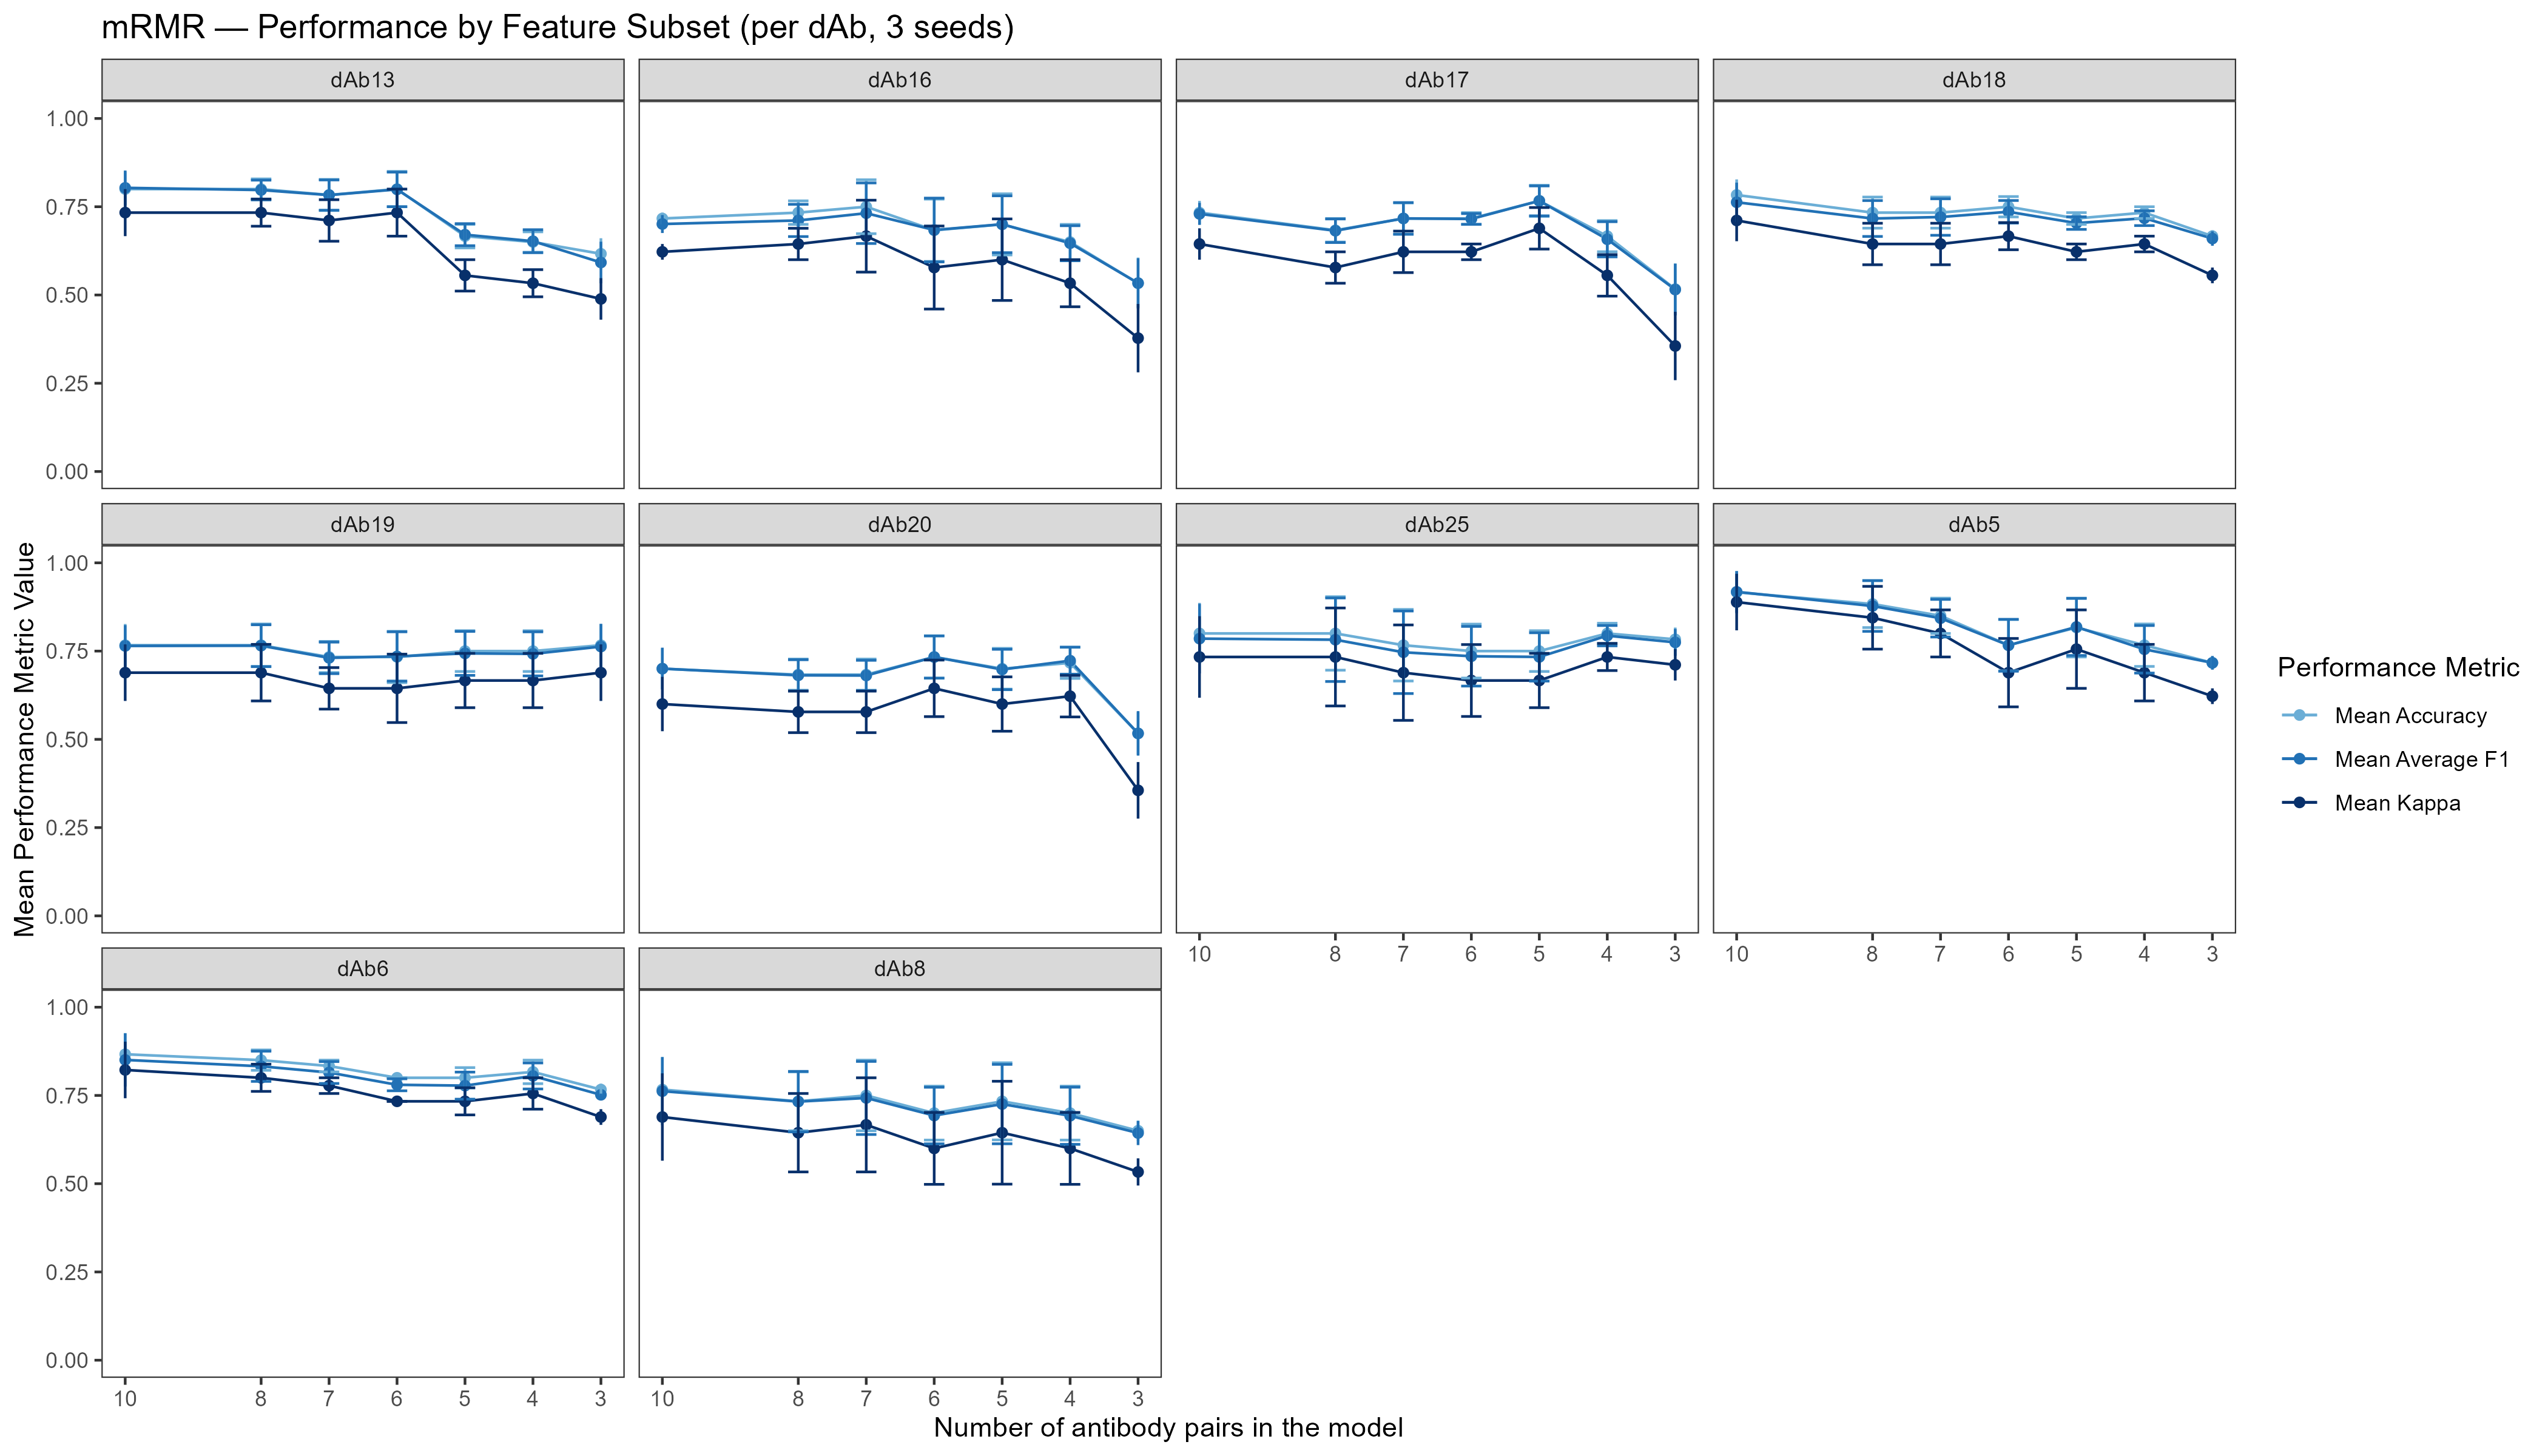 mRMR — Performance by Feature Subset (per dAb, 3 seeds)
dAb13
dAb16
dAb17
dAb18
1.00
0.75
0.50
0.25
0.00
dAb19
dAb20
dAb25
dAb5
1.00
0.75
0.50
0.25
0.00
10 8 7 6 5 4 3
10 8 7 6 5 4 3
dAb6
dAb8
1.00
0.75
0.50
0.25
0.00
10 8 7 6 5 4 3
10 8 7 6 5 4 3
Number of antibody pairs in the model
Mean Performance Metric Value
Performance Metric
Mean Accuracy
Mean Average F1
Mean Kappa